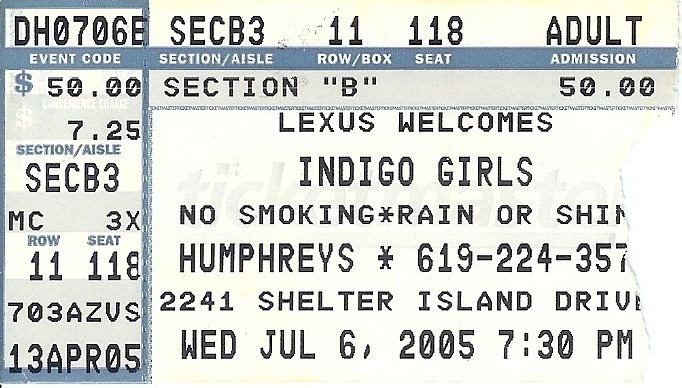 DH0706E SECB3 11 118 ADULT
EVENT CODE SECTION/AISLE ROW/BOX SEAT ADMISSION
$ 50.00 SECTION "B" 50.00
CONVENIENCE CHARGE
$ 7.25 LEXUS WELCOMES
SECTION/AISLE
SECB3 INDIGO GIRLS
MC 3X NO SMOKING*RAIN OR SHIN
ROW SEAT
11 118 HUMPHREYS * 619-224-357
703AZVS 2241 SHELTER ISLAND DRIV
13APR05 WED JUL 6, 2005 7:30 PM
ticketmaster